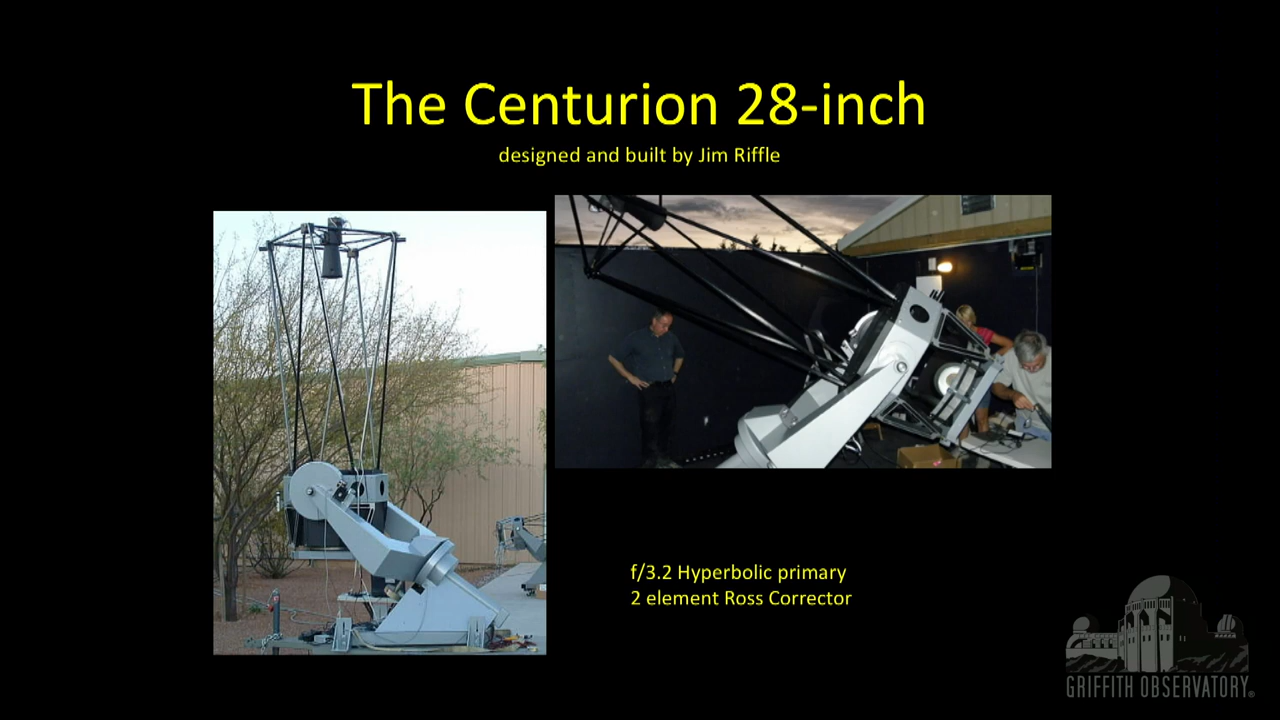 The Centurion 28-inch
designed and built by Jim Riffle
f/3.2 Hyperbolic primary
2 element Ross Corrector
GRIFFITH OBSERVATORY®